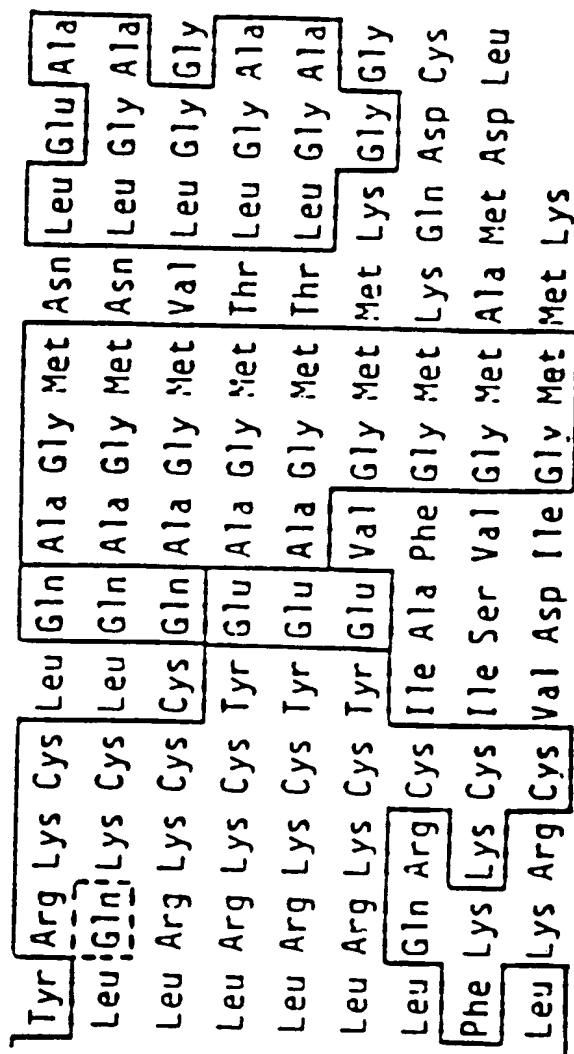 Tyr Arg Lys Cys Leu Gln Ala Gly Met Asn Leu Glu Ala
Leu Gln Lys Cys Leu Gln Ala Gly Met Asn Leu Gly Ala
Leu Arg Lys Cys Cys Gln Ala Gly Met Val Leu Gly Gly
Leu Arg Lys Cys Tyr Glu Ala Gly Met Thr Leu Gly Ala
Leu Arg Lys Cys Tyr Glu Ala Gly Met Thr Leu Gly Ala
Leu Arg Lys Cys Tyr Glu Val Gly Met Met Lys Gly Gly
Leu Gln Arg Cys Ile Ala Phe Gly Met Lys Gln Asp Cys
Phe Lys Lys Cys Ile Ser Val Gly Met Ala Met Asp Leu
Leu Lys Arg Cys Val Asp Ile Gly Met Met Lys